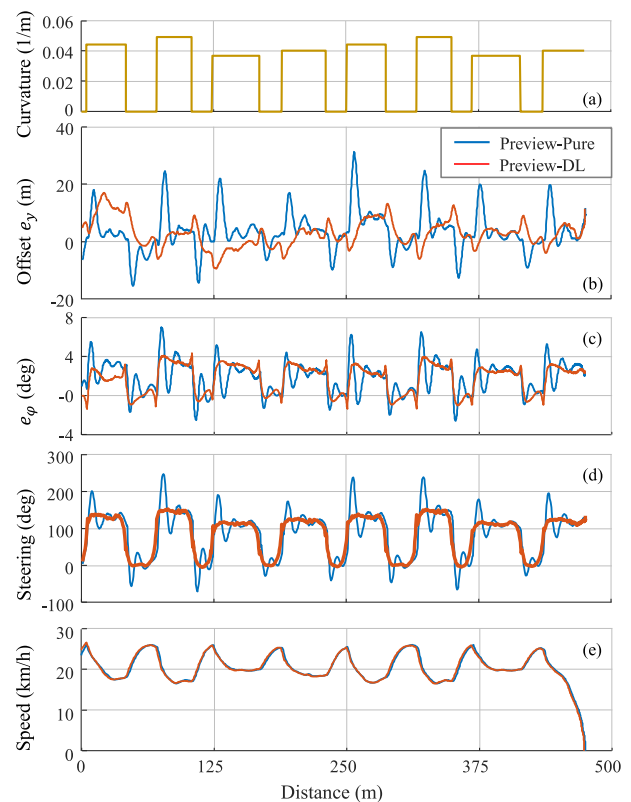 Curvature (1/m)
0.06
0.04
0.02
0
(a)
Offset e_y (m)
40
20
0
-20
Preview-Pure
Preview-DL
(b)
e_φ (deg)
8
4
-0
-4
(c)
Steering (deg)
300
200
100
0
-100
(d)
Speed (km/h)
30
20
10
0
(e)
0 125 250 375 500
Distance (m)